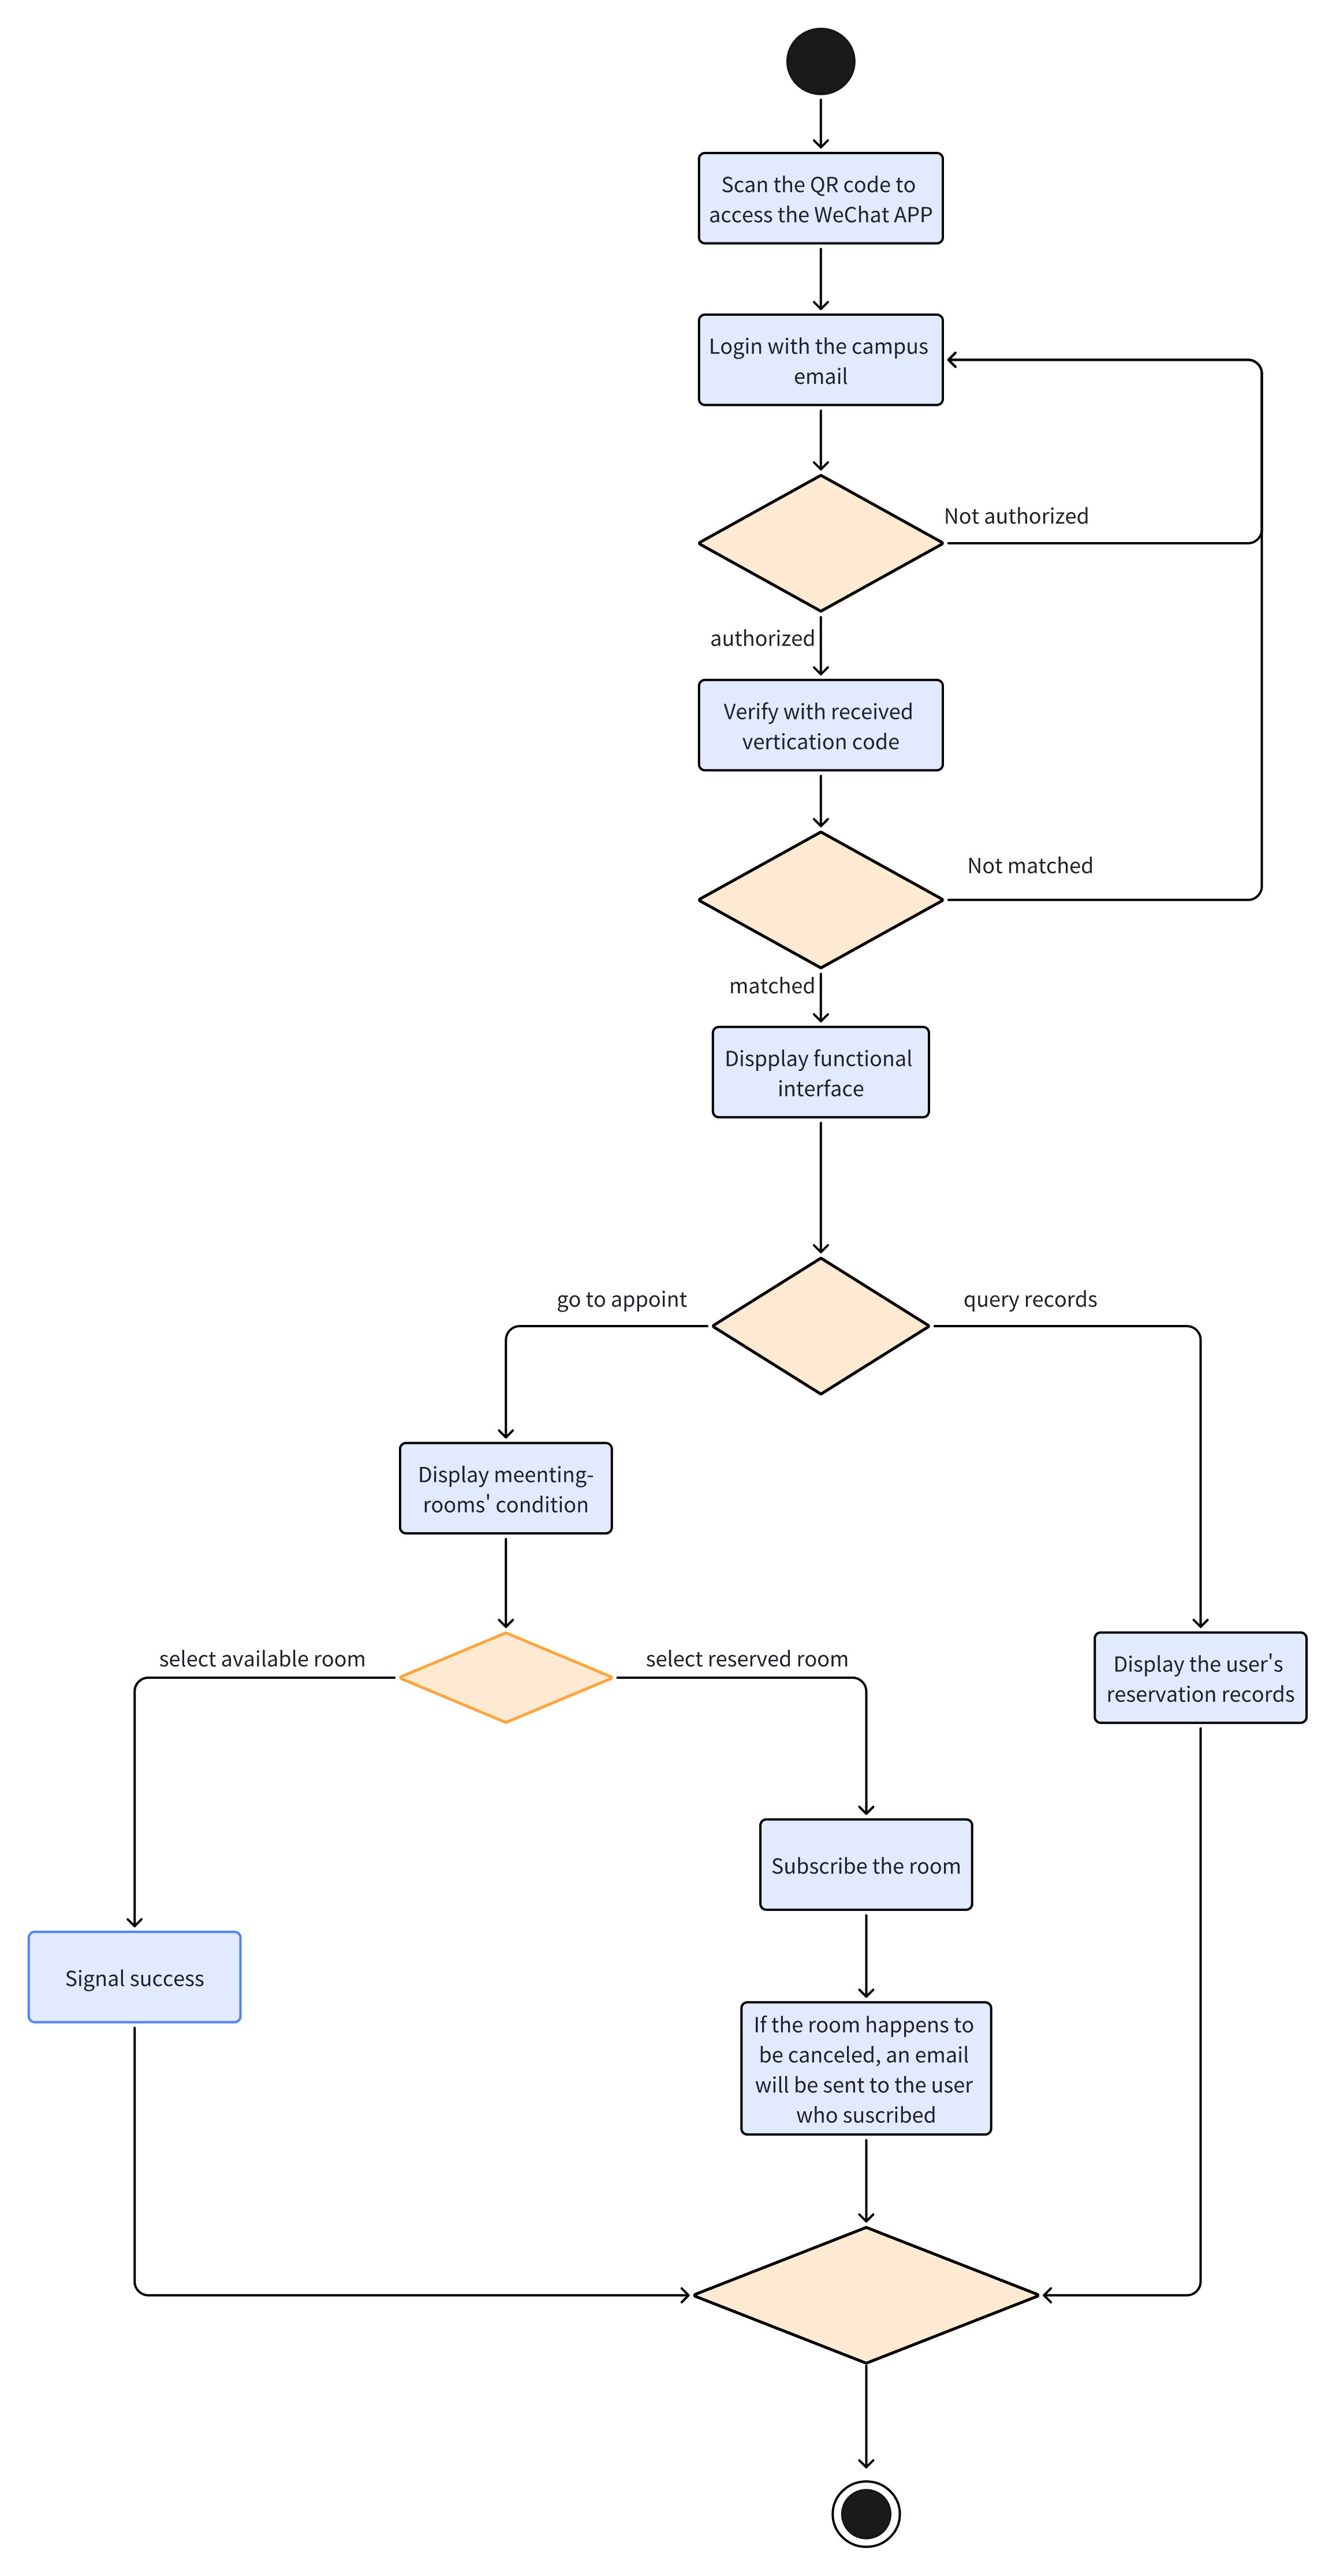 Scan the QR code to
access the WeChat APP
Login with the campus
email
Not authorized
authorized
Verify with received
vertication code
Not matched
matched
Dispplay functional
interface
go to appoint
query records
Display meenting-
rooms' condition
select available room
select reserved room
Display the user's
reservation records
Subscribe the room
Signal success
If the room happens to
be canceled, an email
will be sent to the user
who suscribed